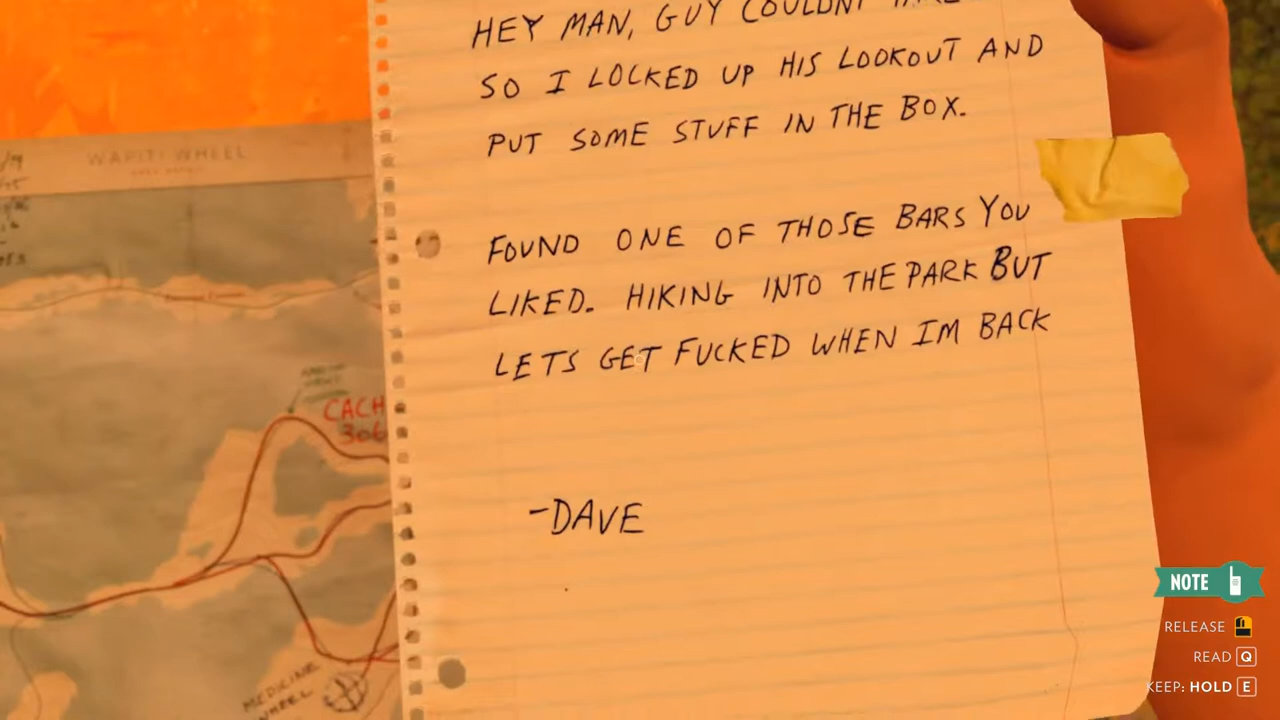 HEY MAN, GUY COULDNT
SO I LOCKED UP HIS LOOKOUT AND
PUT SOME STUFF IN THE BOX.
FOUND ONE OF THOSE BARS YOU
LIKED. HIKING INTO THE PARK BUT
LETS GET FUCKED WHEN IM BACK
-DAVE
WAPITI WHEEL
CACH
306
MEDICINE
WHEEL
NOTE
RELEASE
READ Q
KEEP: HOLD E